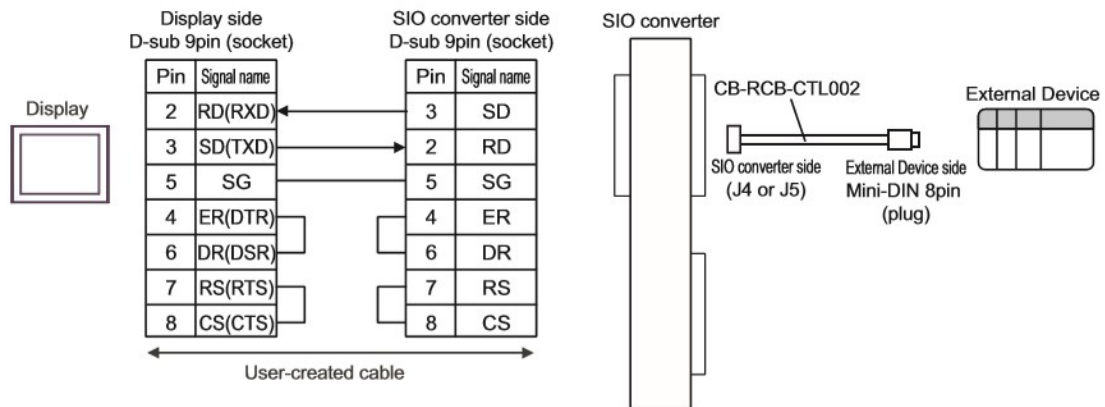 Display side
D-sub 9pin (socket)
SIO converter side
D-sub 9pin (socket)
SIO converter
Display
Pin Signal name
2 RD(RXD)
3 SD(TXD)
5 SG
4 ER(DTR)
6 DR(DSR)
7 RS(RTS)
8 CS(CTS)
Pin Signal name
3 SD
2 RD
5 SG
4 ER
6 DR
7 RS
8 CS
User-created cable
CB-RCB-CTL002
External Device
SIO converter side
(J4 or J5)
External Device side
Mini-DIN 8pin
(plug)